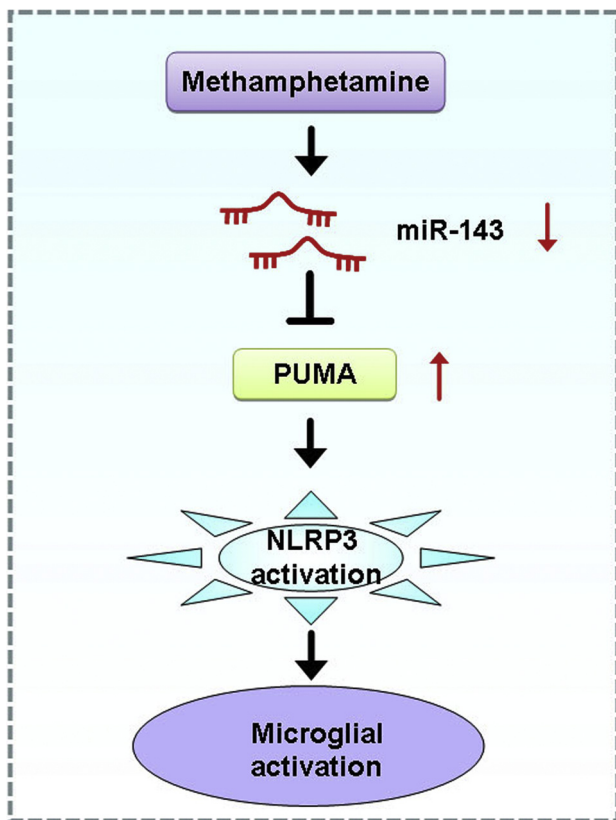 Methamphetamine
miR-143
PUMA
NLRP3
activation
Microglial
activation